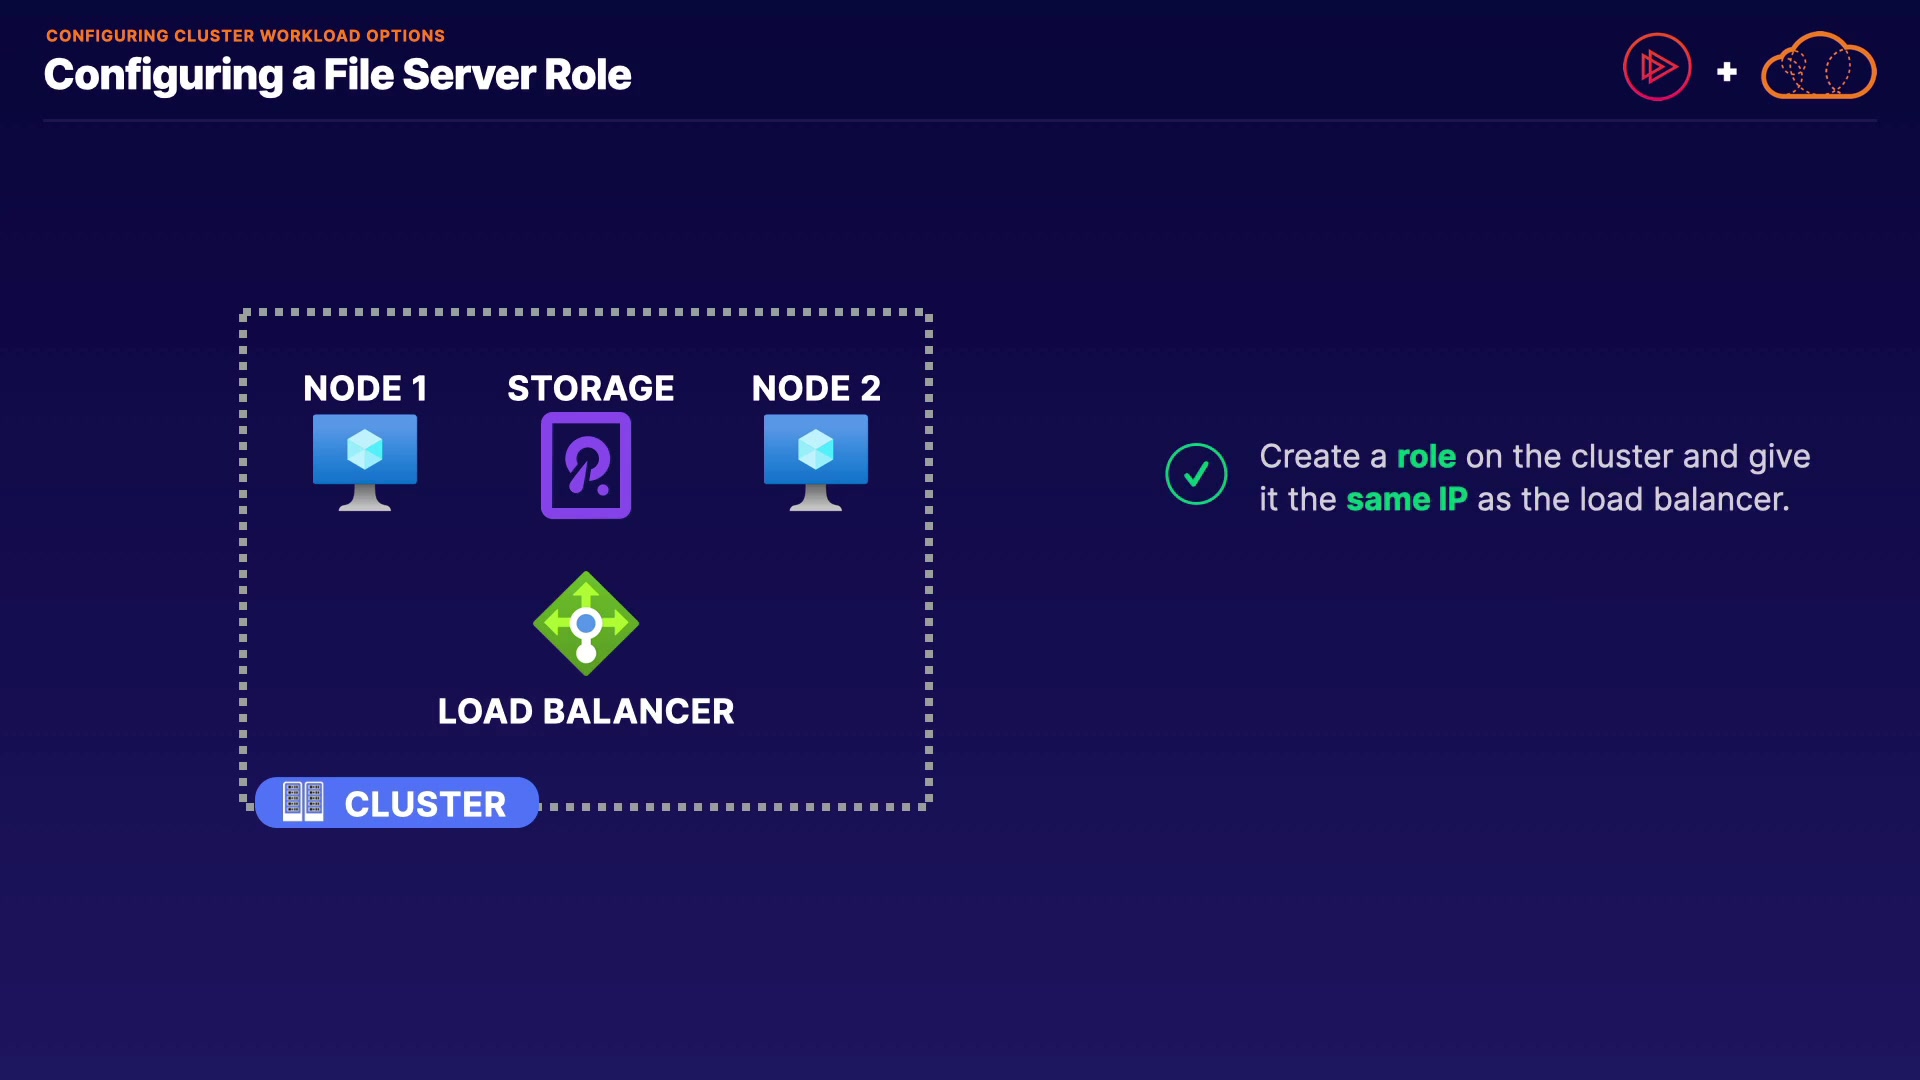 CONFIGURING CLUSTER WORKLOAD OPTIONS
Configuring a File Server Role
NODE 1
STORAGE
NODE 2
LOAD BALANCER
CLUSTER
Create a role on the cluster and give
it the same IP as the load balancer.